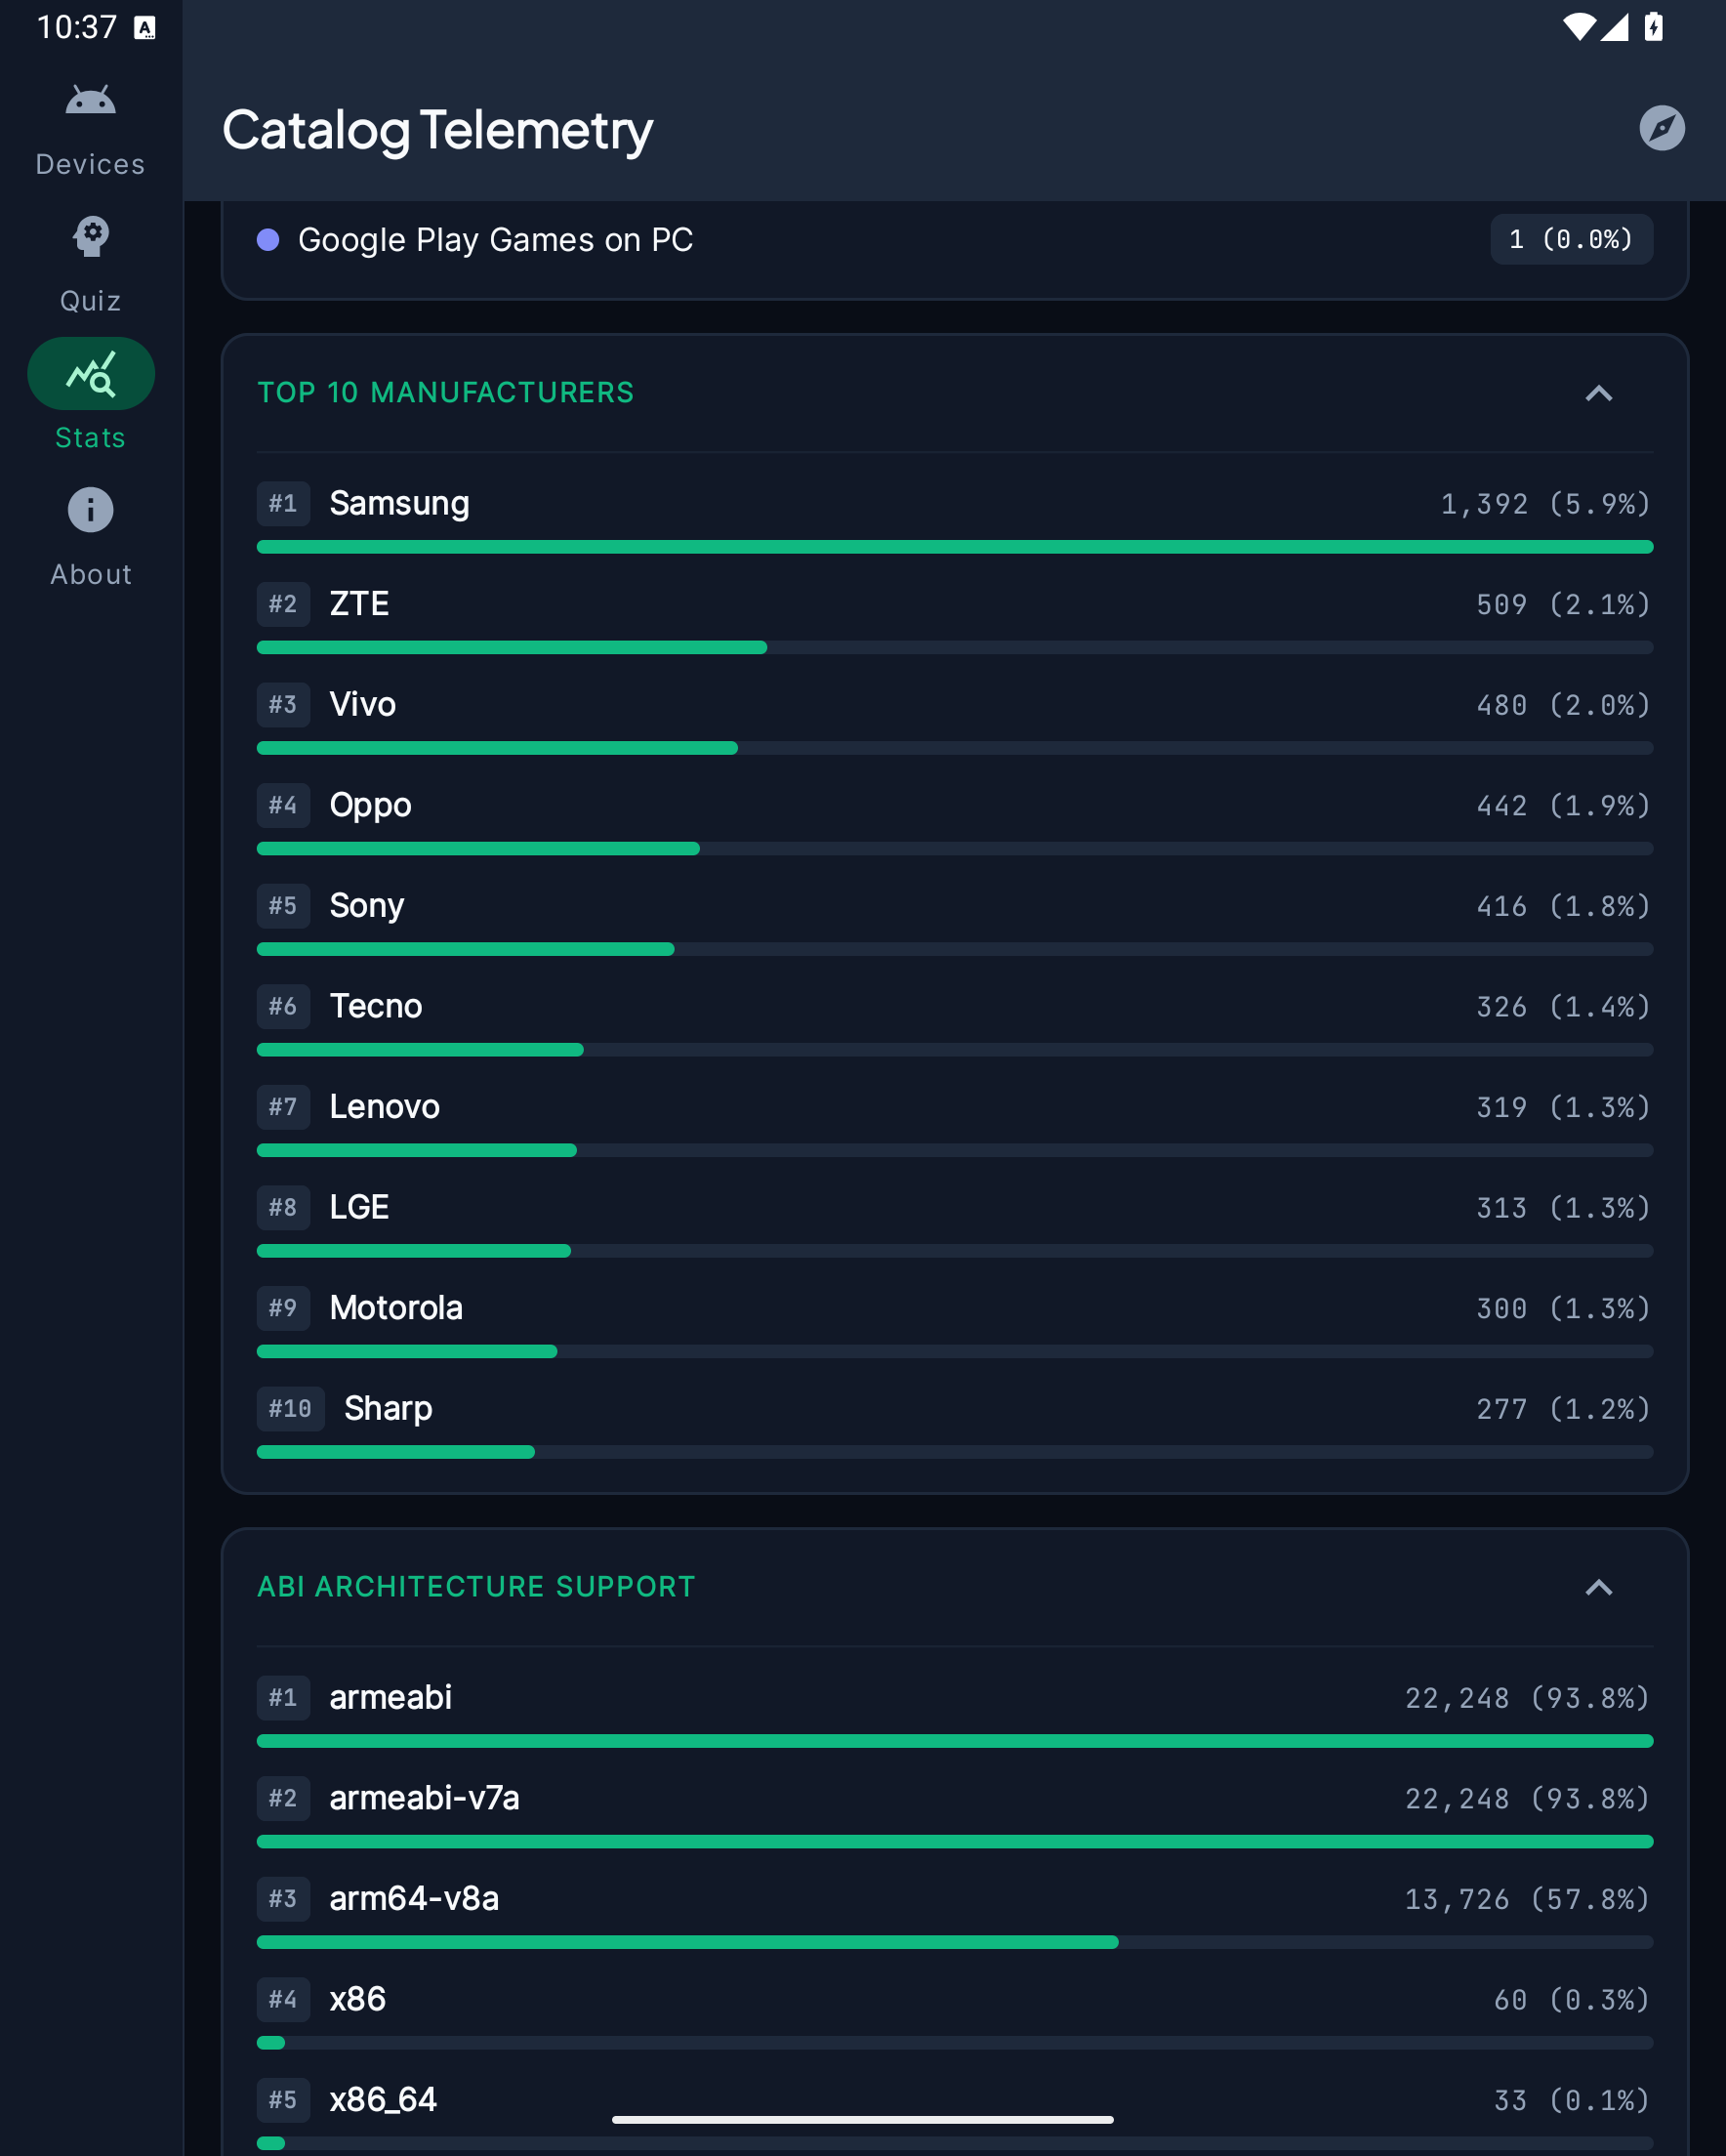 10:37
Devices
Quiz
Stats
About
Catalog Telemetry
Google Play Games on PC 1 (0.0%)
TOP 10 MANUFACTURERS
#1 Samsung 1,392 (5.9%)
#2 ZTE 509 (2.1%)
#3 Vivo 480 (2.0%)
#4 Oppo 442 (1.9%)
#5 Sony 416 (1.8%)
#6 Tecno 326 (1.4%)
#7 Lenovo 319 (1.3%)
#8 LGE 313 (1.3%)
#9 Motorola 300 (1.3%)
#10 Sharp 277 (1.2%)
ABI ARCHITECTURE SUPPORT
#1 armeabi 22,248 (93.8%)
#2 armeabi-v7a 22,248 (93.8%)
#3 arm64-v8a 13,726 (57.8%)
#4 x86 60 (0.3%)
#5 x86_64 33 (0.1%)